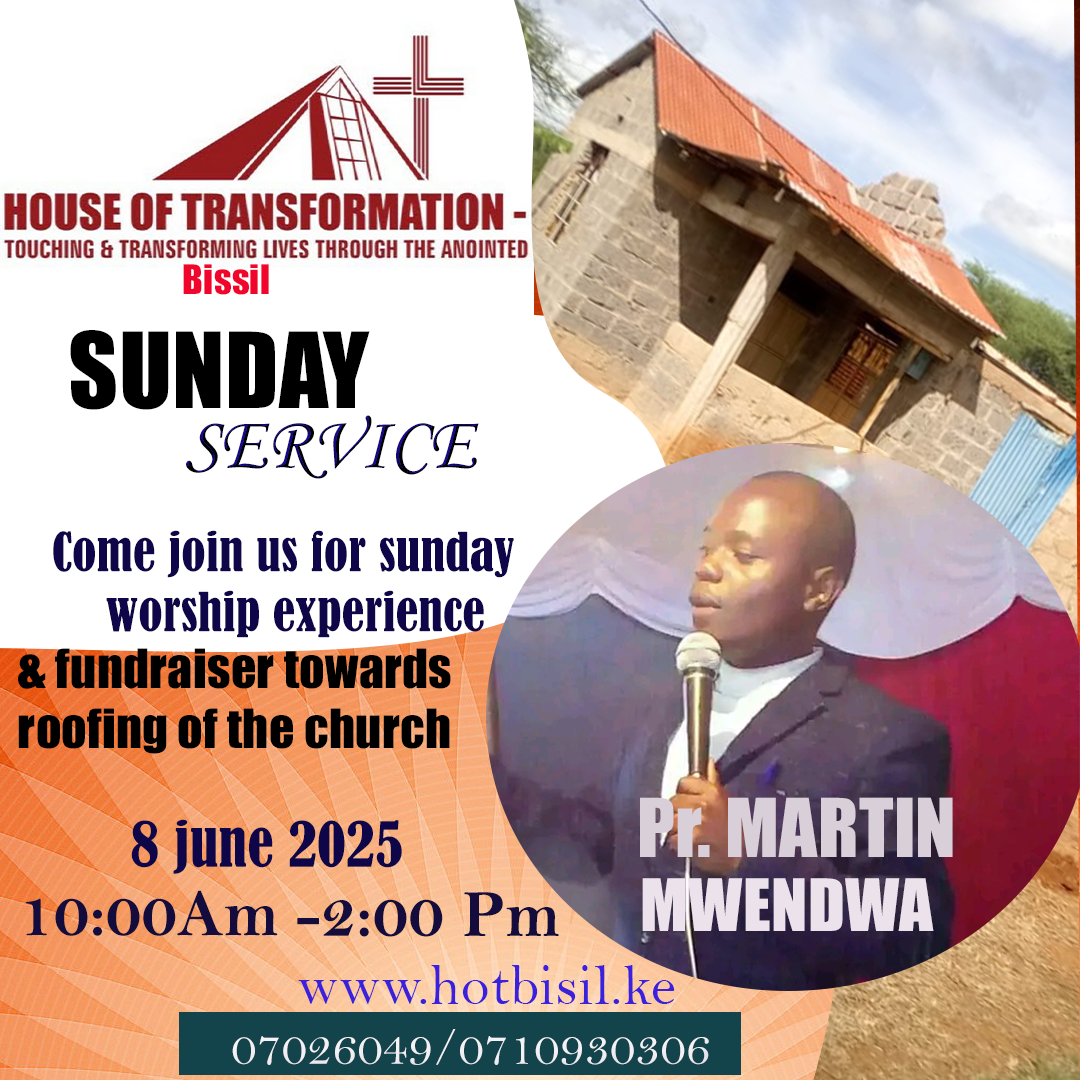 HOUSE OF TRANSFORMATION -
TOUCHING & TRANSFORMING LIVES THROUGH THE ANOINTED
Bissil
SUNDAY
SERVICE
Come join us for sunday
worship experience
& fundraiser towards
roofing of the church
8 june 2025
10:00Am -2:00 Pm
Pr. MARTIN
MWENDWA
www.hotbisil.ke
07026049/0710930306